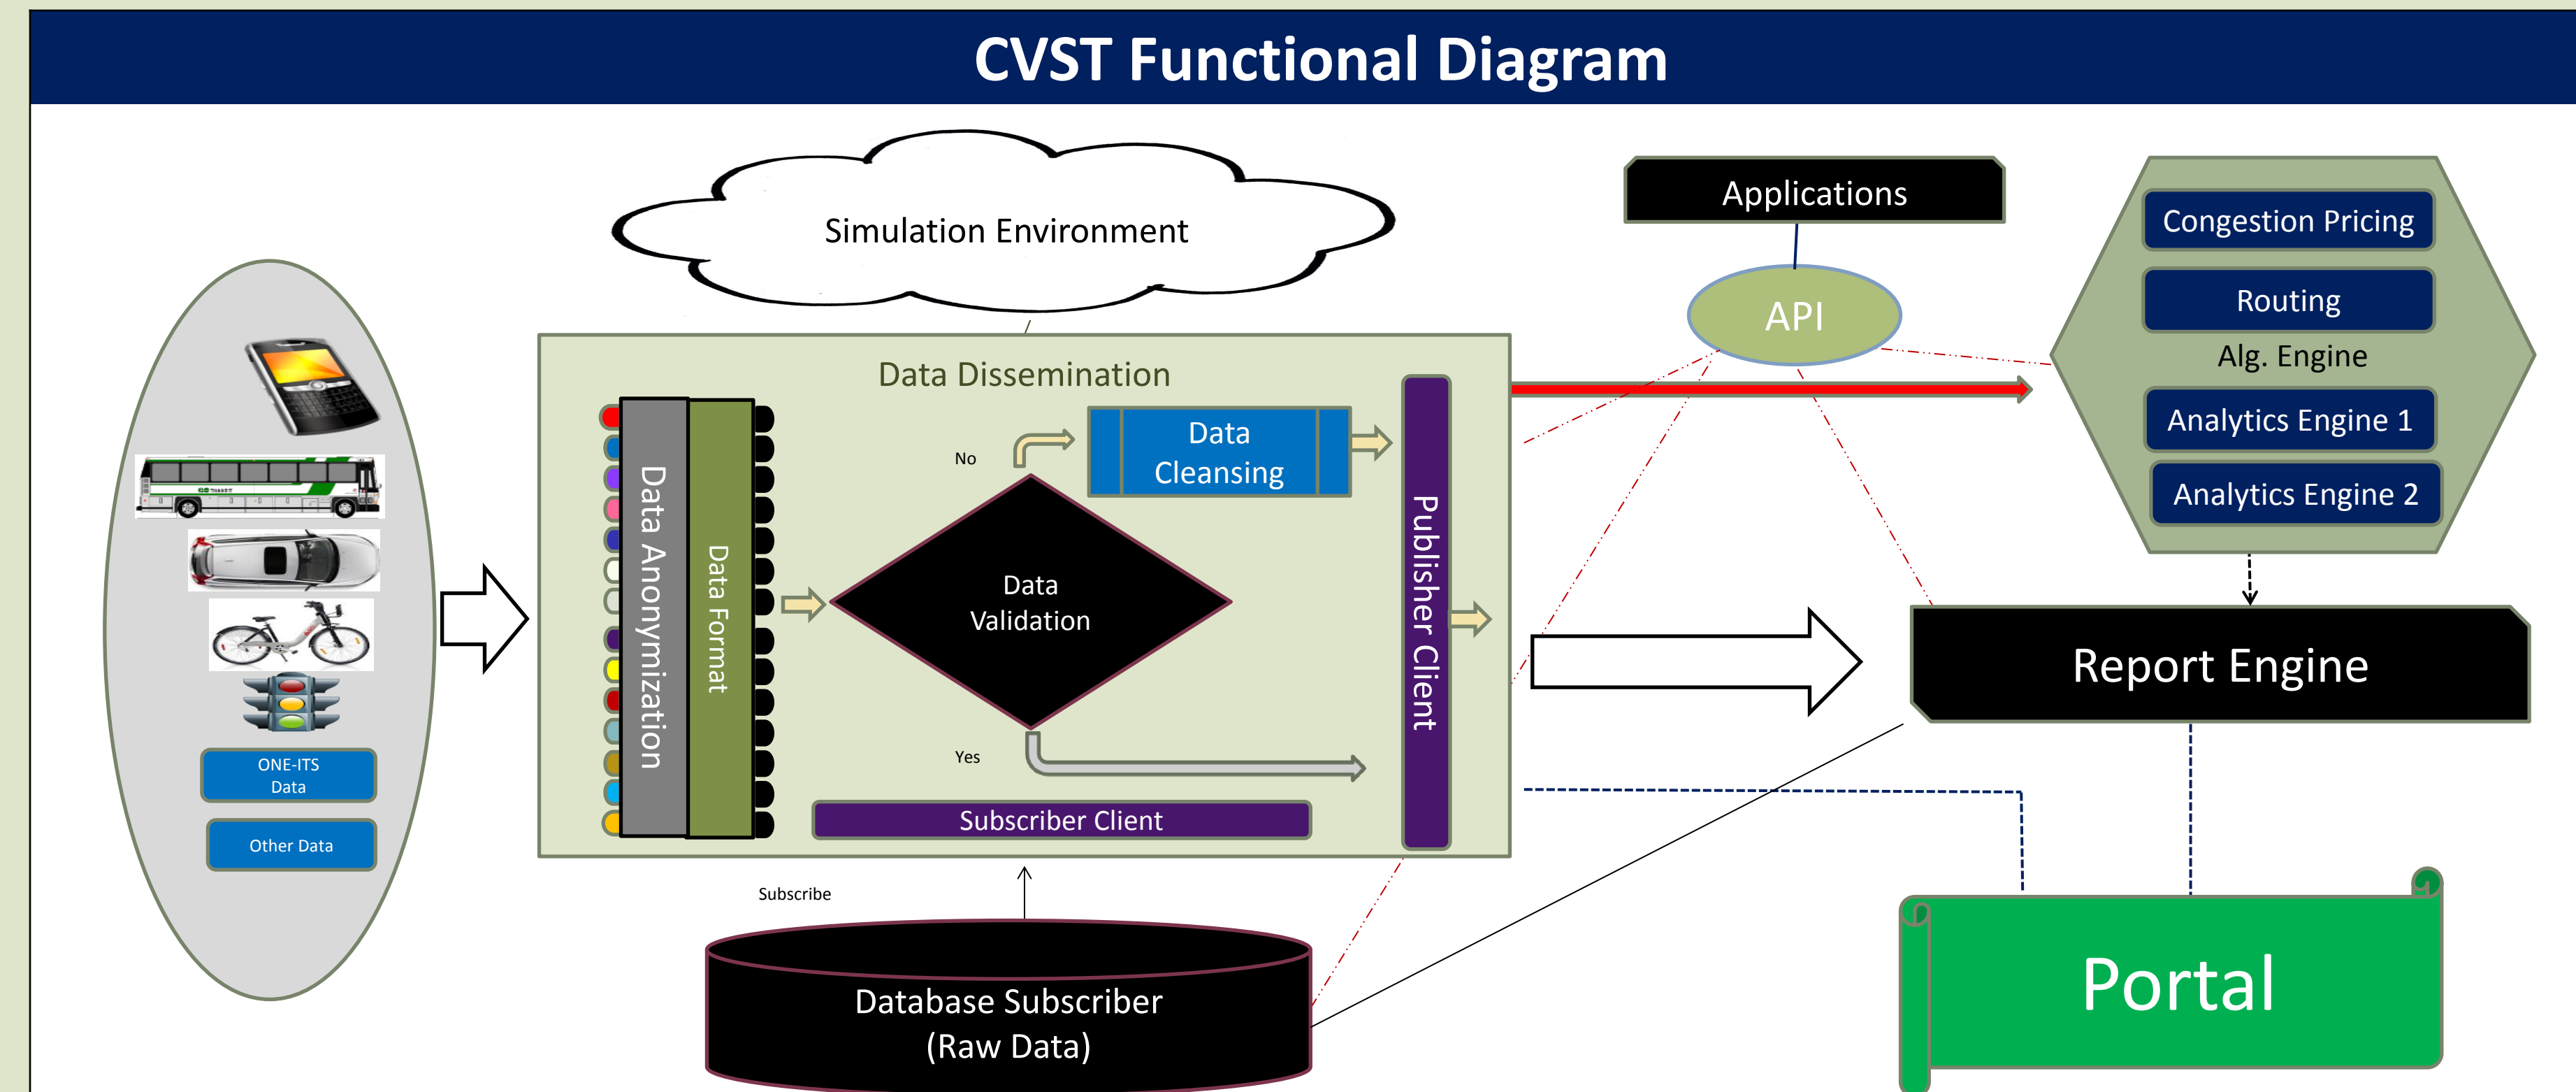 CVST Functional Diagram
Simulation Environment
Applications
API
Congestion Pricing
Routing
Alg. Engine
Analytics Engine 1
Analytics Engine 2
Data Dissemination
Data Anonymization
Data Format
No
Data
Cleansing
Data
Validation
Yes
Publisher Client
Subscriber Client
ONE-ITS
Data
Other Data
Report Engine
Subscribe
Database Subscriber
(Raw Data)
Portal